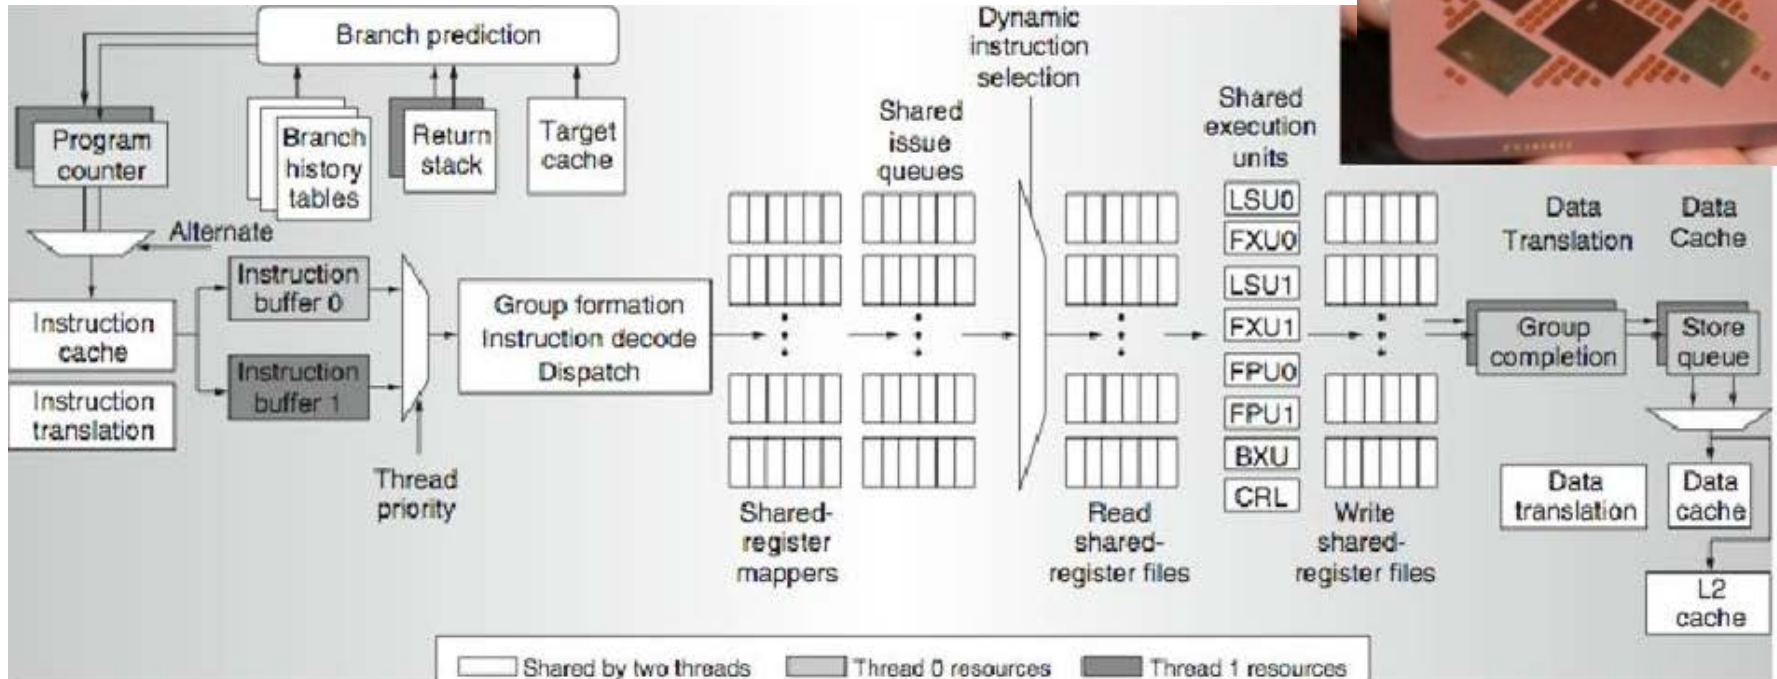 Branch prediction
Dynamic
instruction
selection
Program
counter
Branch
history
tables
Return
stack
Target
cache
Shared
issue
queues
Shared
execution
units
Alternate
Instruction
cache
Instruction
translation
Instruction
buffer 0
Instruction
buffer 1
Thread
priority
Group formation
Instruction decode
Dispatch
Shared-
register
mappers
Read
shared-
register files
LSU0
FXU0
LSU1
FXU1
FPU0
FPU1
BXU
CRL
Write
shared-
register files
Data
Translation
Data
Cache
Group
completion
Store
queue
Data
translation
Data
cache
L2
cache
Shared by two threads
Thread 0 resources
Thread 1 resources